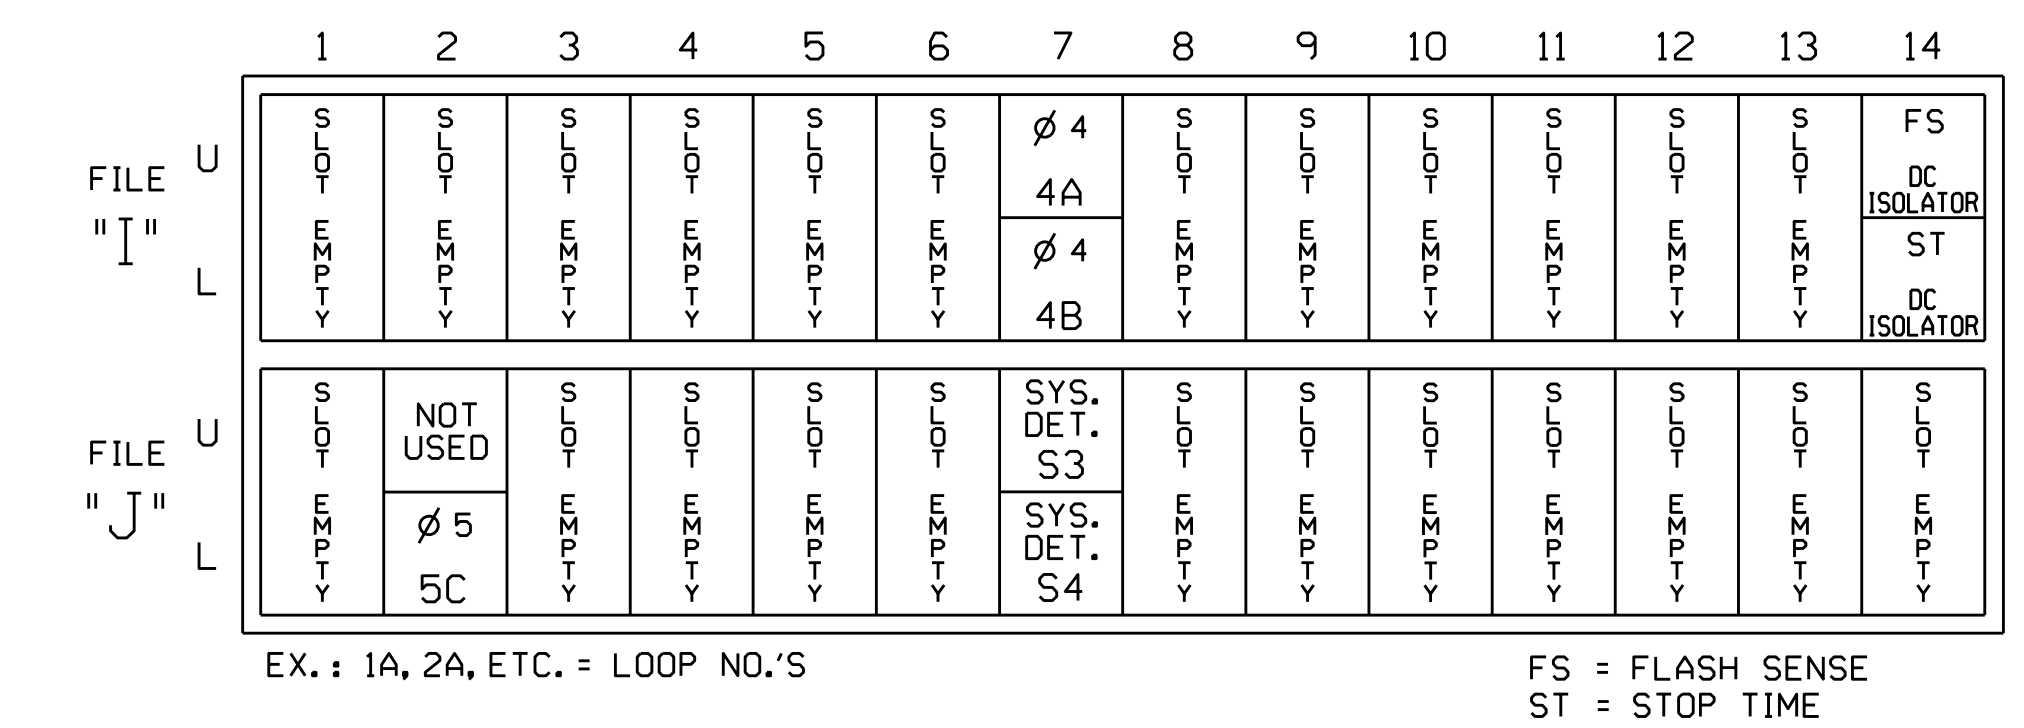 1 2 3 4 5 6 7 8 9 10 11 12 13 14
FILE "I"
U
L
SLOT EMPTY
SLOT EMPTY
SLOT EMPTY
SLOT EMPTY
SLOT EMPTY
SLOT EMPTY
Ø 4
4A
Ø 4
4B
SLOT EMPTY
SLOT EMPTY
SLOT EMPTY
SLOT EMPTY
SLOT EMPTY
SLOT EMPTY
FS
DC
ISOLATOR
ST
DC
ISOLATOR
FILE "J"
U
L
SLOT EMPTY
NOT
USED
Ø 5
5C
SLOT EMPTY
SLOT EMPTY
SLOT EMPTY
SLOT EMPTY
SYS.
DET.
S3
SYS.
DET.
S4
SLOT EMPTY
SLOT EMPTY
SLOT EMPTY
SLOT EMPTY
SLOT EMPTY
SLOT EMPTY
SLOT EMPTY
EX.: 1A, 2A, ETC. = LOOP NO.'S
FS = FLASH SENSE
ST = STOP TIME